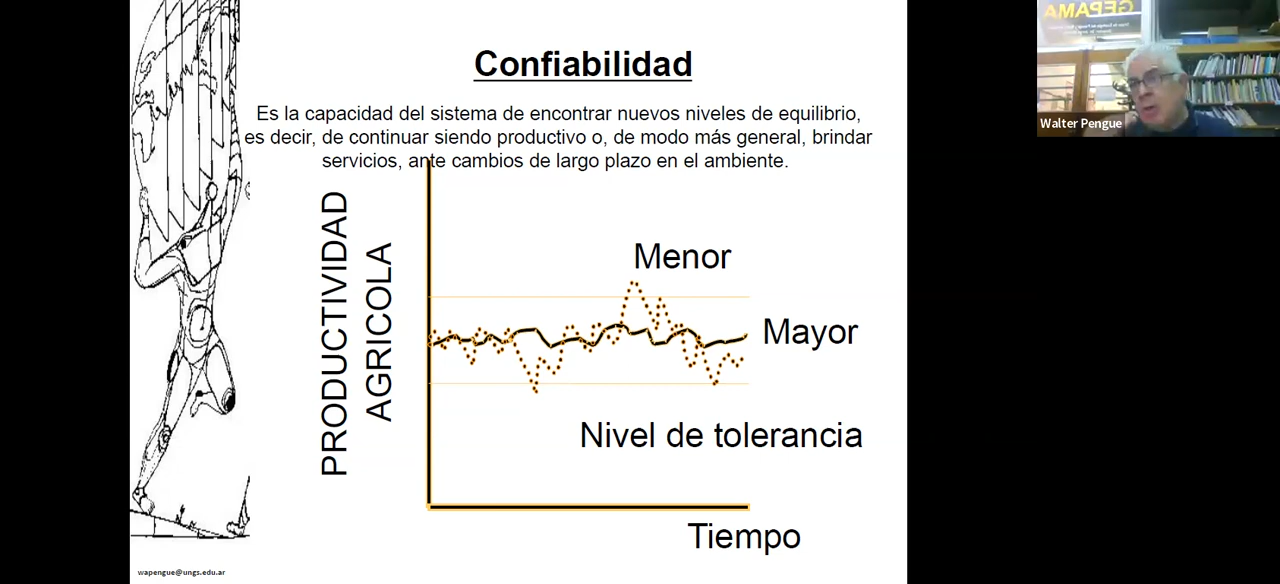 Confiabilidad
Es la capacidad del sistema de encontrar nuevos niveles de equilibrio,
es decir, de continuar siendo productivo o, de modo más general, brindar
servicios, ante cambios de largo plazo en el ambiente.
PRODUCTIVIDAD
AGRICOLA
Menor
Mayor
Nivel de tolerancia
Tiempo
wapengue@ungs.edu.ar
GEPAMA
Walter Pengue